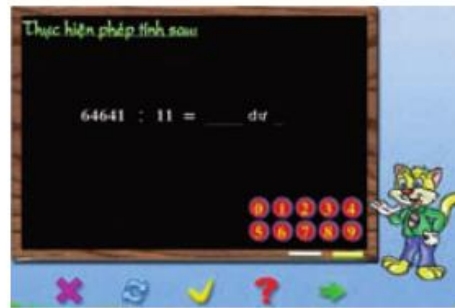 Thực hiện phép tính sau:
64641 : 11 = ____ dư _
0 1 2 3 4
5 6 7 8 9